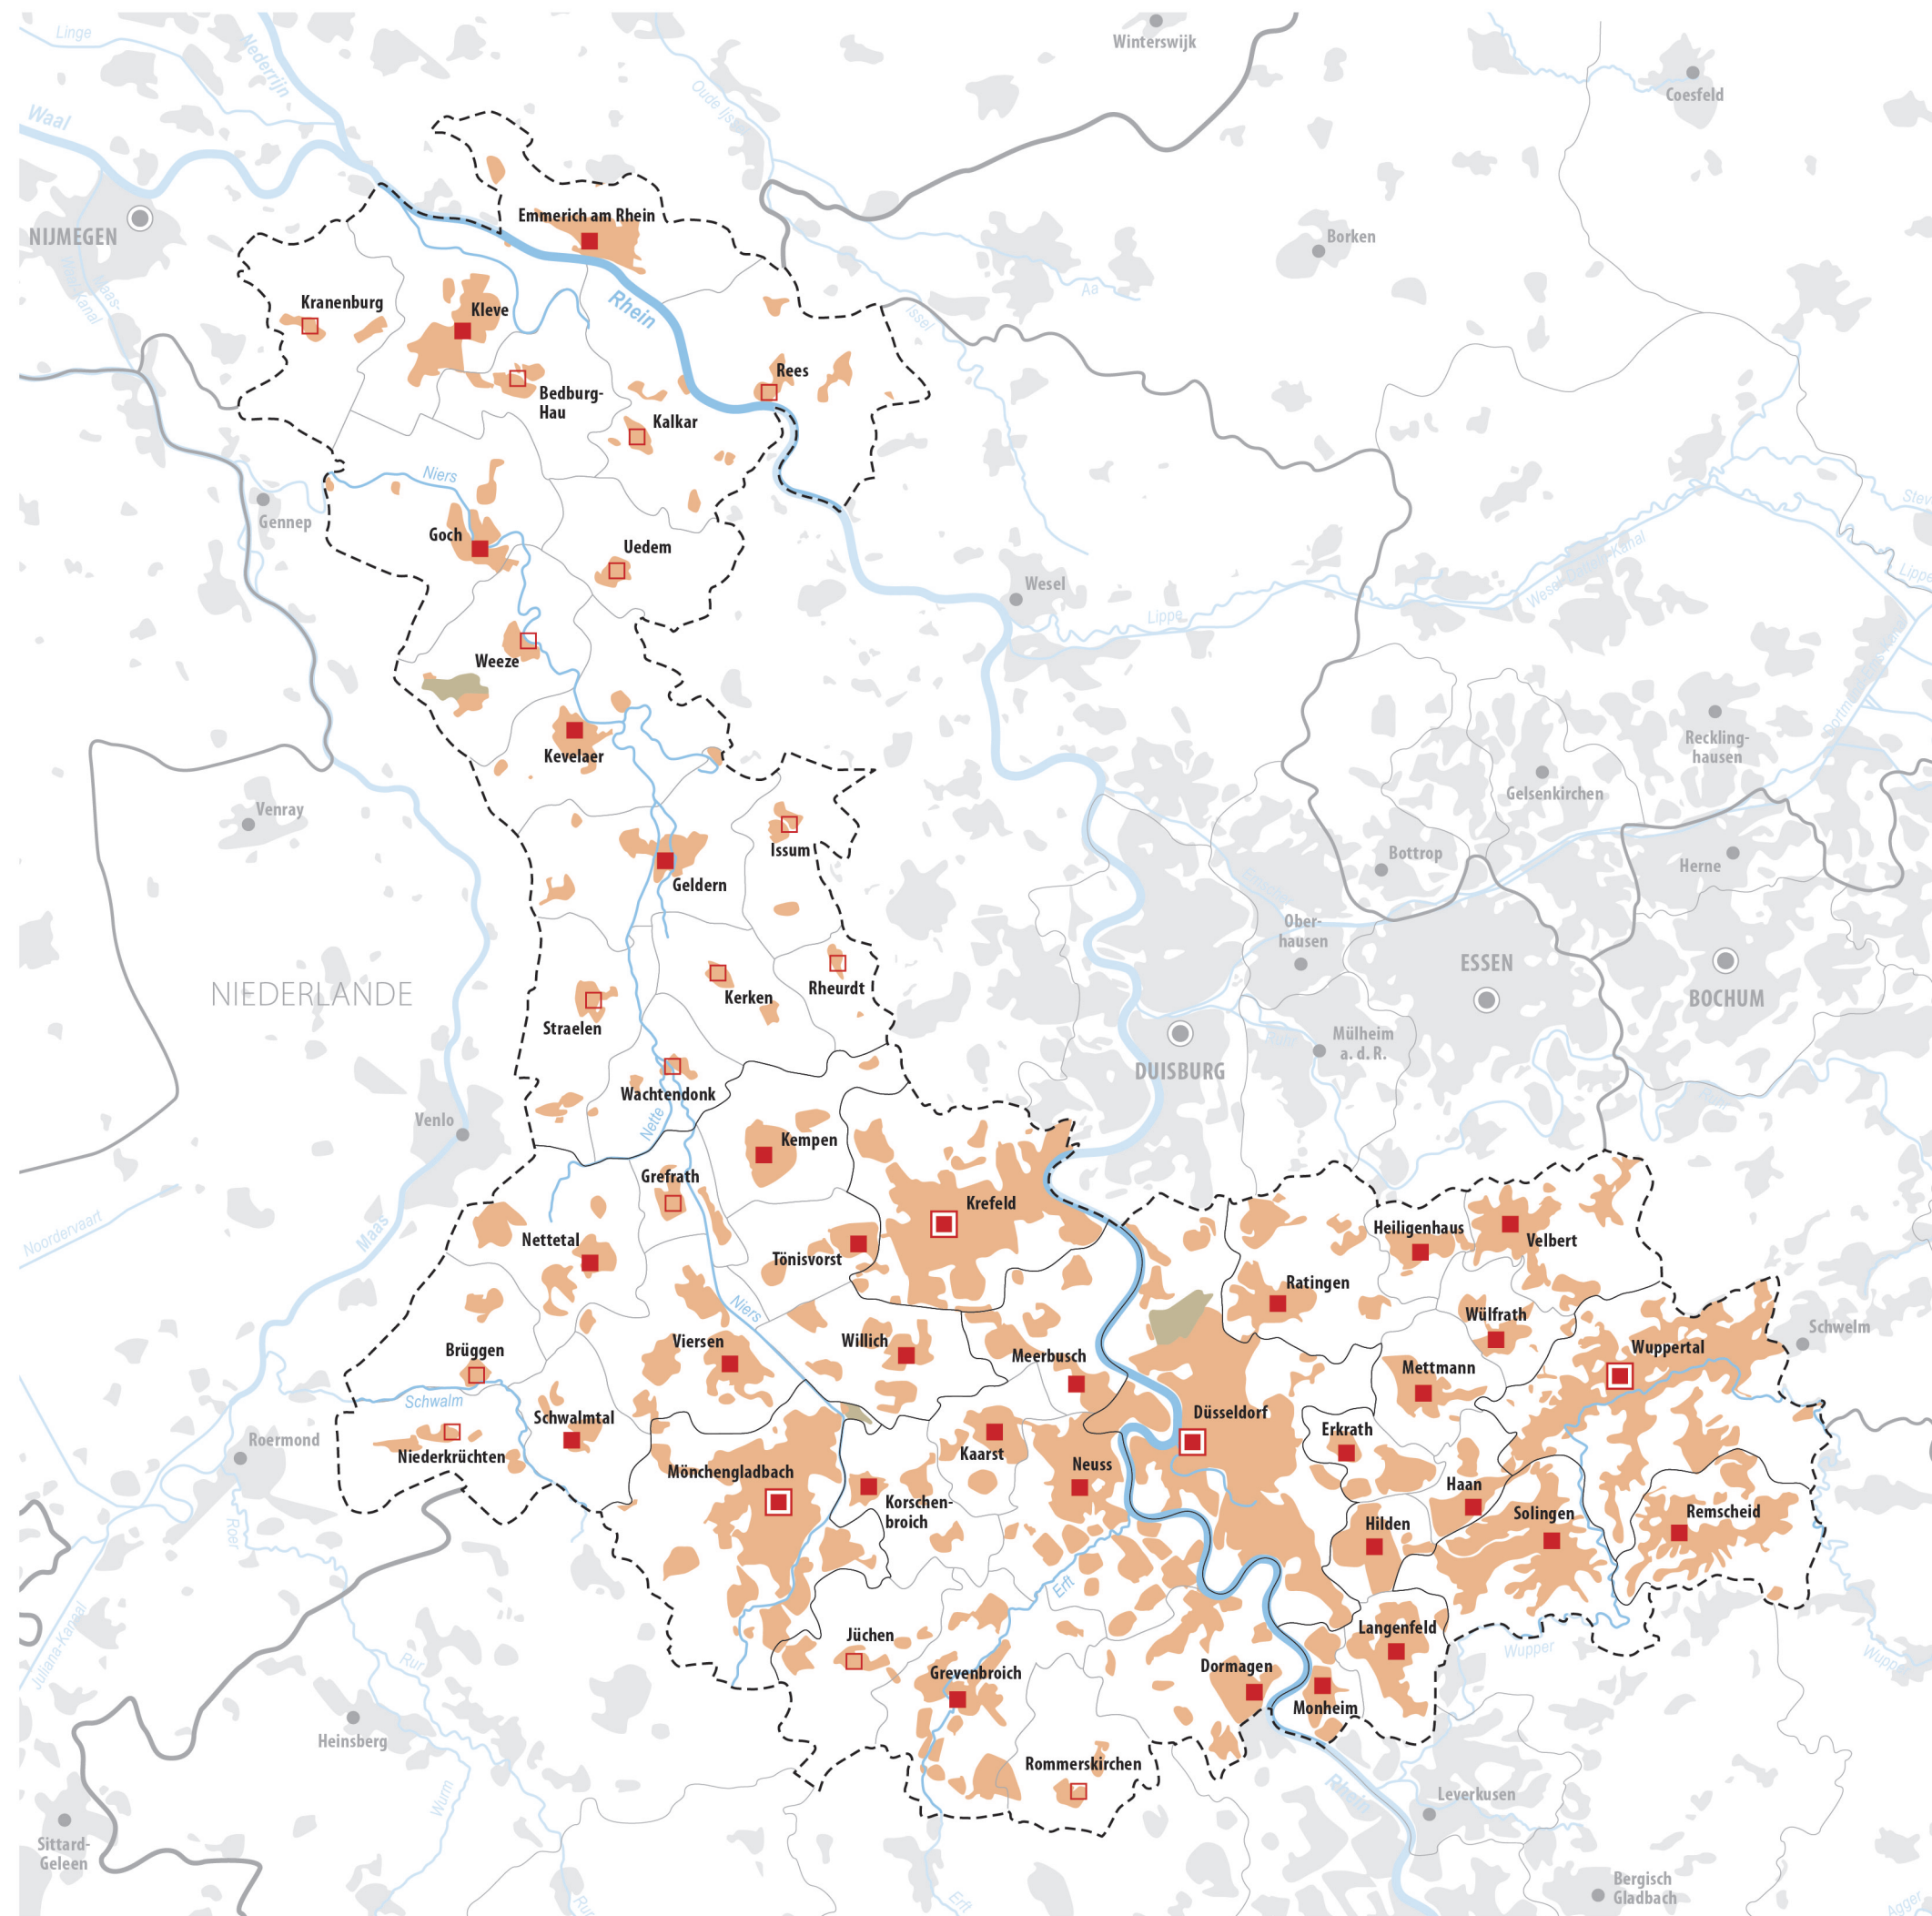 Linge
Nederrijn
Winterswijk
Coesfeld
Waal
NIJMEGEN
Emmerich am Rhein
Borken
Aa
Issel
Kranenburg
Kleve
Rhein
Rees
Bedburg-
Hau
Kalkar
Niers
Gennep
Goch
Uedem
Wesel
Lippe
Lippe
Weeze
Kevelaer
Reckling-
hausen
Gelsenkirchen
Venray
Issum
Bottrop
Herne
Geldern
Ober-
hausen
ESSEN
BOCHUM
NIEDERLANDE
Kerken
Rheurdt
Straelen
Mülheim
a. d. R.
DUISBURG
Wachtendonk
Nette
Venlo
Kempen
Grefrath
Krefeld
Noordervaart
Maas
Nettetal
Tönisvorst
Heiligenhaus
Velbert
Ratingen
Niers
Wülfrath
Schwelm
Viersen
Willich
Brüggen
Meerbusch
Mettmann
Wuppertal
Schwalm
Schwalmtal
Düsseldorf
Roermond
Niederkrüchten
Kaarst
Erkrath
Neuss
Mönchengladbach
Haan
Korschen-
broich
Solingen
Remscheid
Hilden
Roer
Erft
Juliana-Kanaal
Jüchen
Langenfeld
Rur
Wupper
Grevenbroich
Dormagen
Monheim
Heinsberg
Rommerskirchen
Rhein
Leverkusen
Wurm
Sittard-
Geleen
Bergisch
Gladbach
Erft
Agger